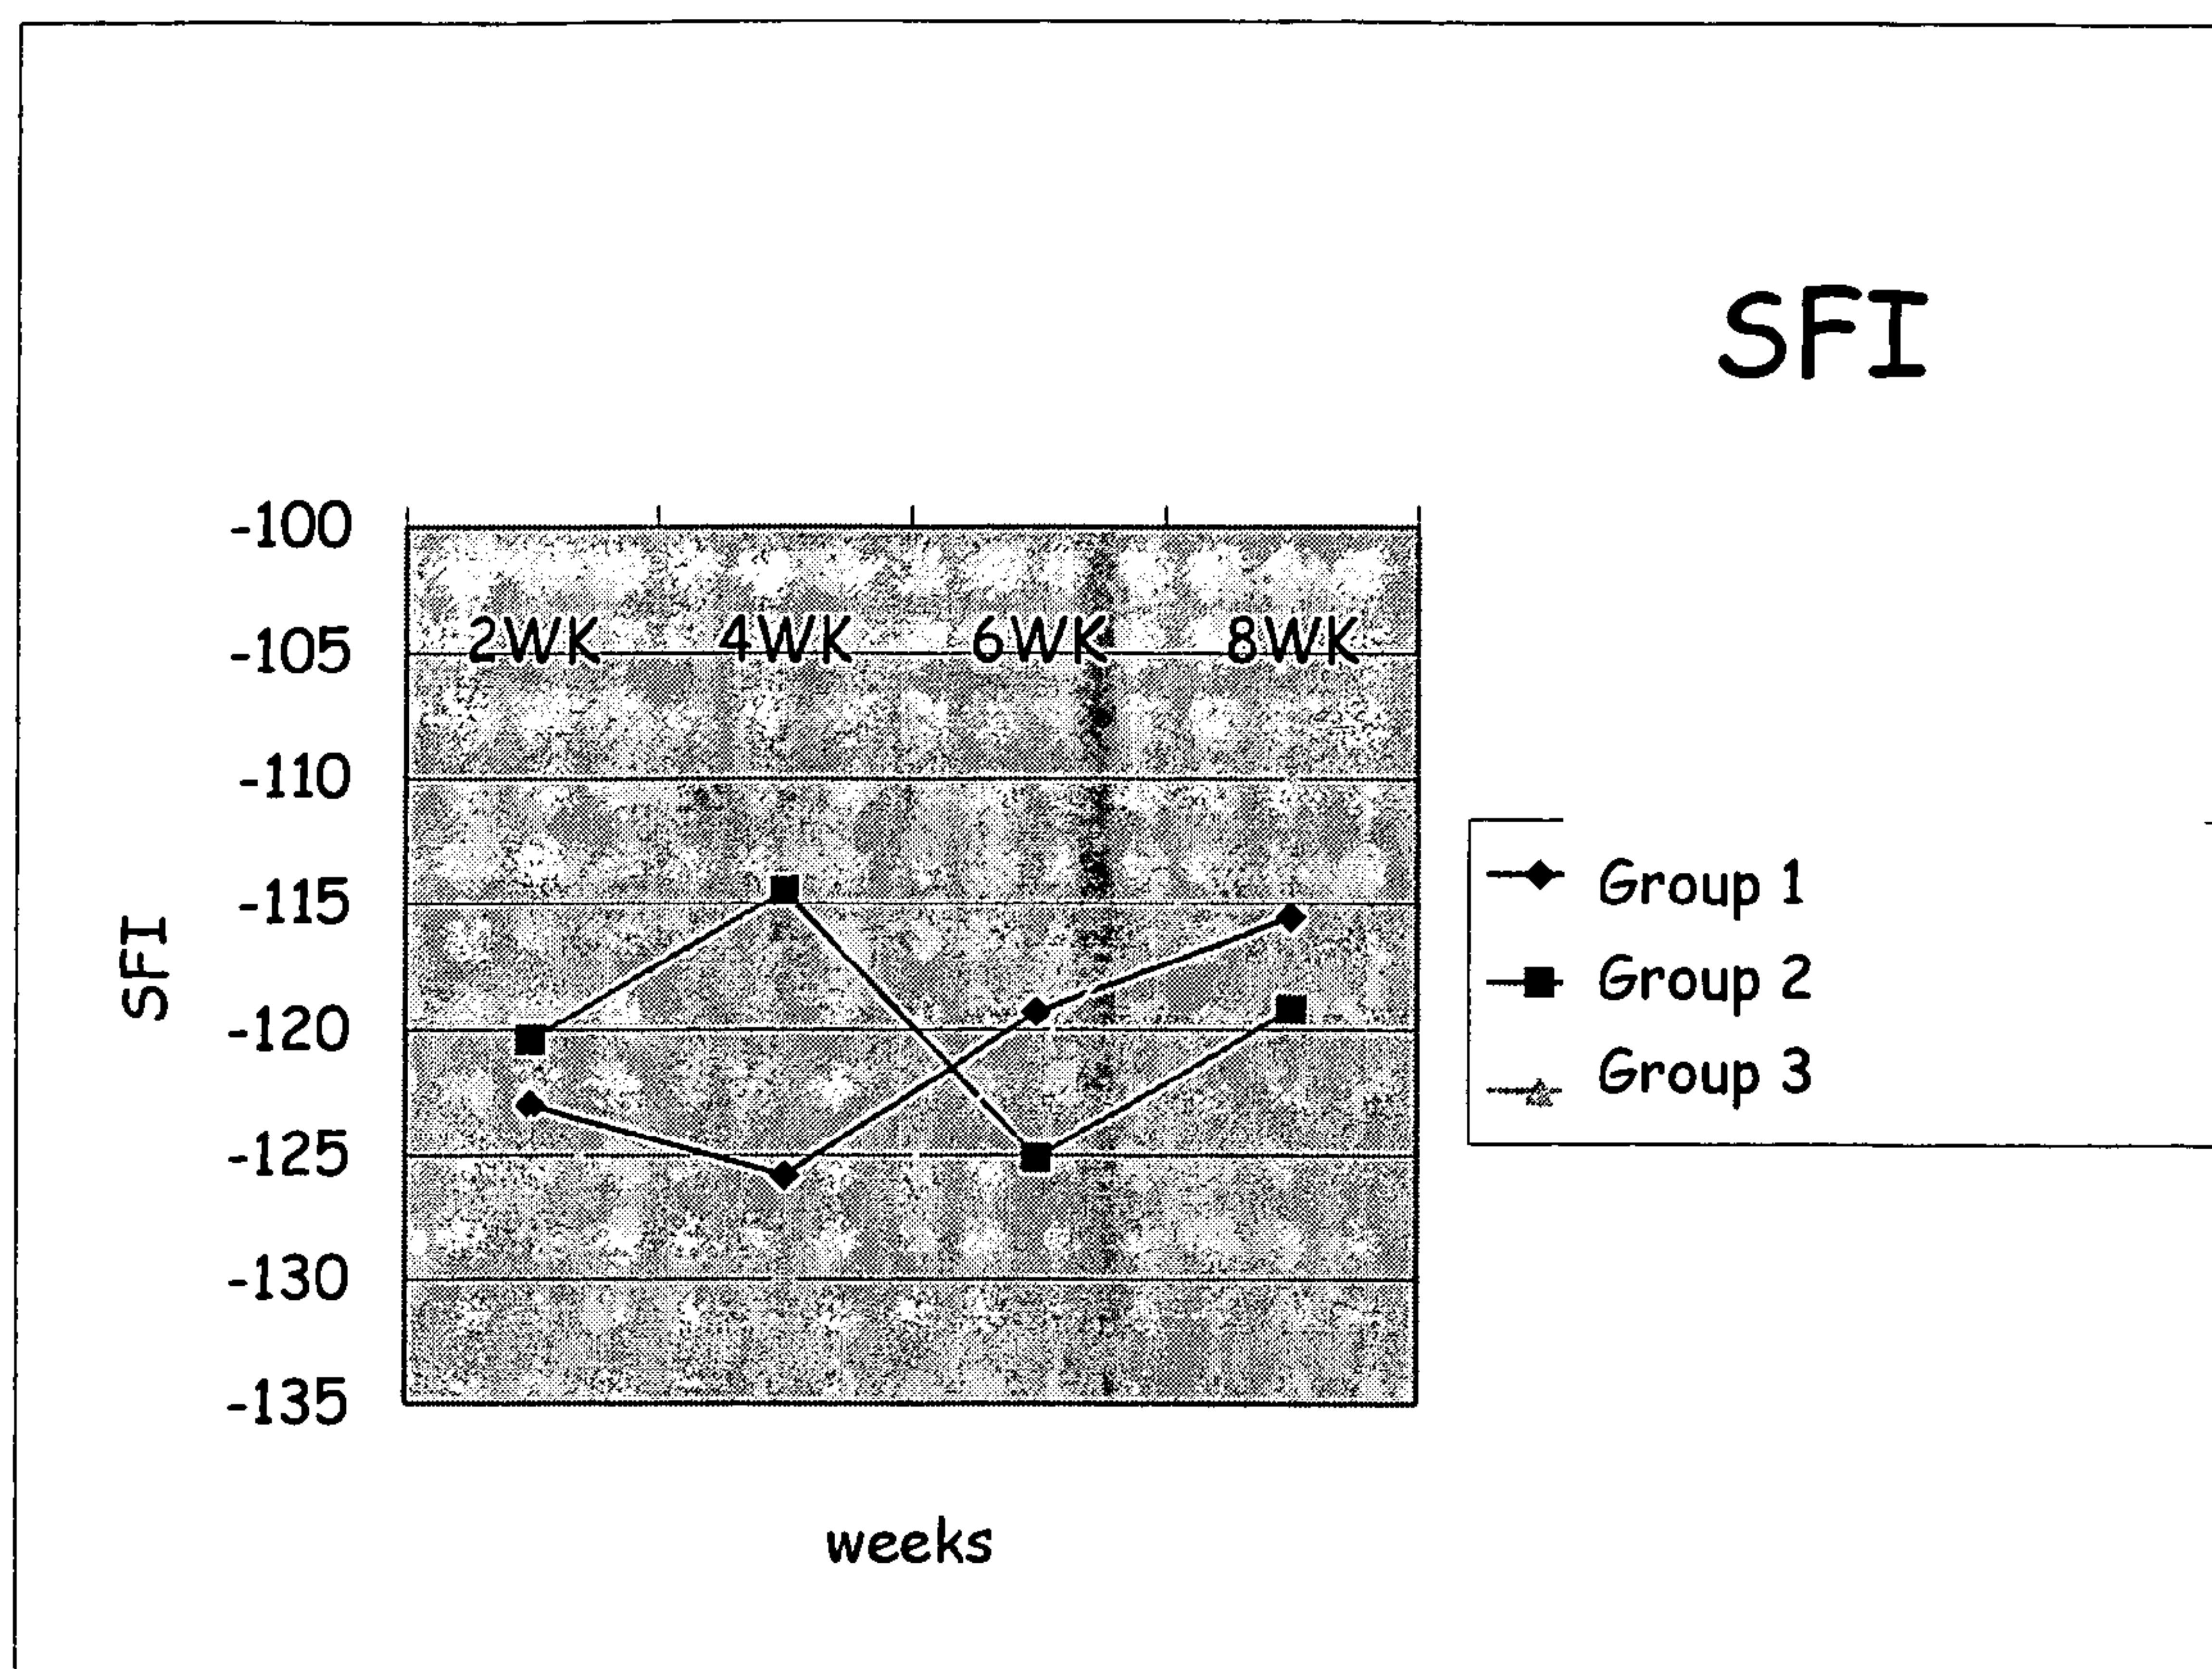 SFI
-100
-105
-110
-115
-120
-125
-130
-135
2WK 4WK 6WK 8WK
SFI
weeks
Group 1
Group 2
Group 3